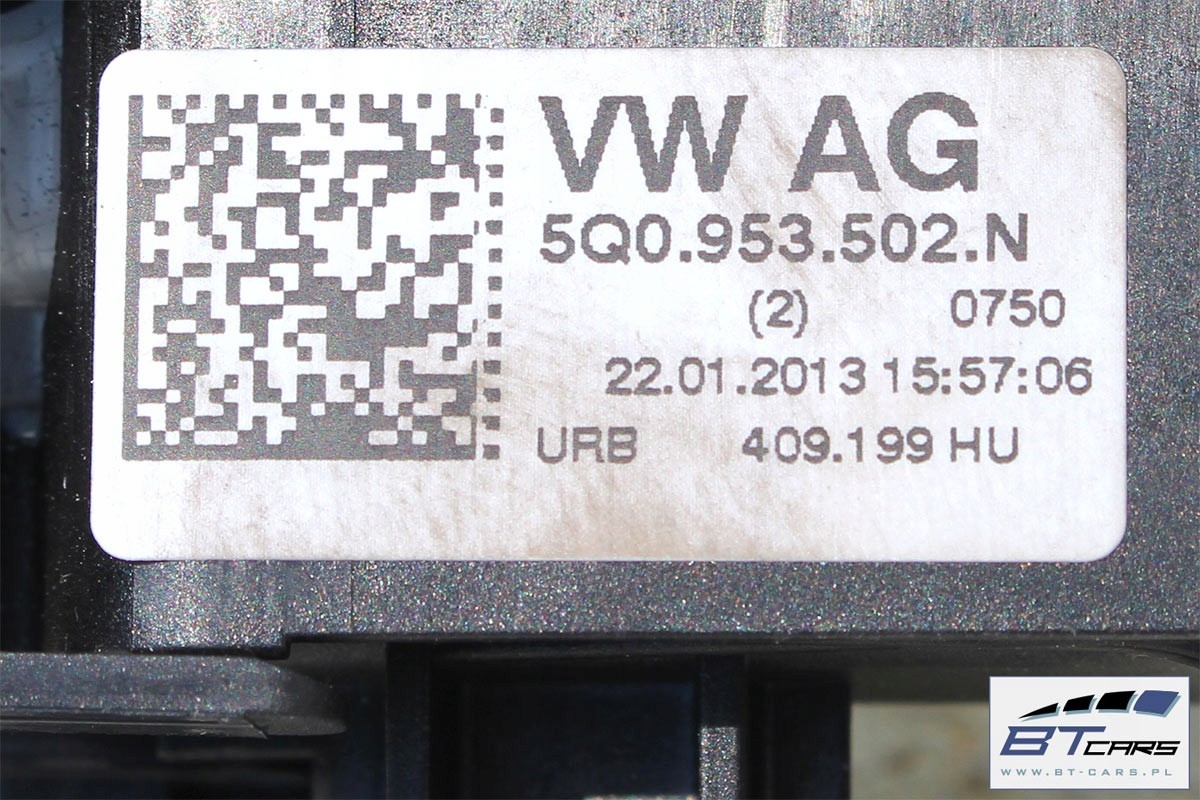 VW AG
5Q0.953.502.N
(2) 0750
22.01.2013 15:57:06
URB 409.199 HU
BT CARS
WWW.BT-CARS.PL